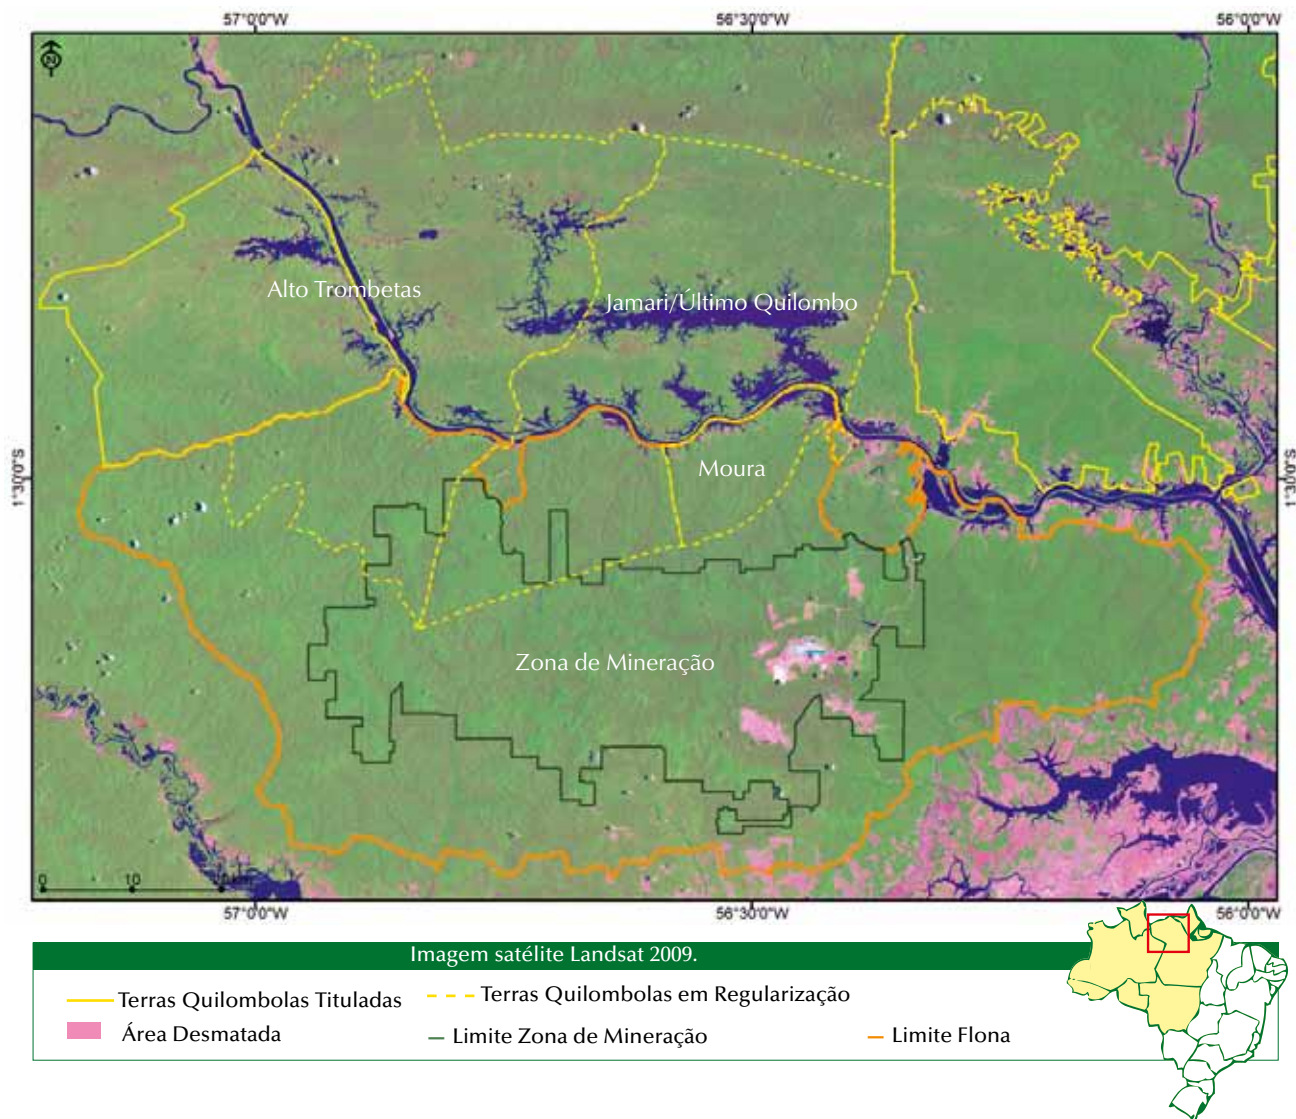 57°0'0"W
56°30'0"W
56°0'0"W
N
Alto Trombetas
Jamari/Último Quilombo
Moura
1°30'0"S
1°30'0"S
Zona de Mineração
0 10
57°0'0"W
56°30'0"W
56°0'0"W
Imagem satélite Landsat 2009.
Terras Quilombolas Tituladas
Terras Quilombolas em Regularização
Área Desmatada
Limite Zona de Mineração
Limite Flona